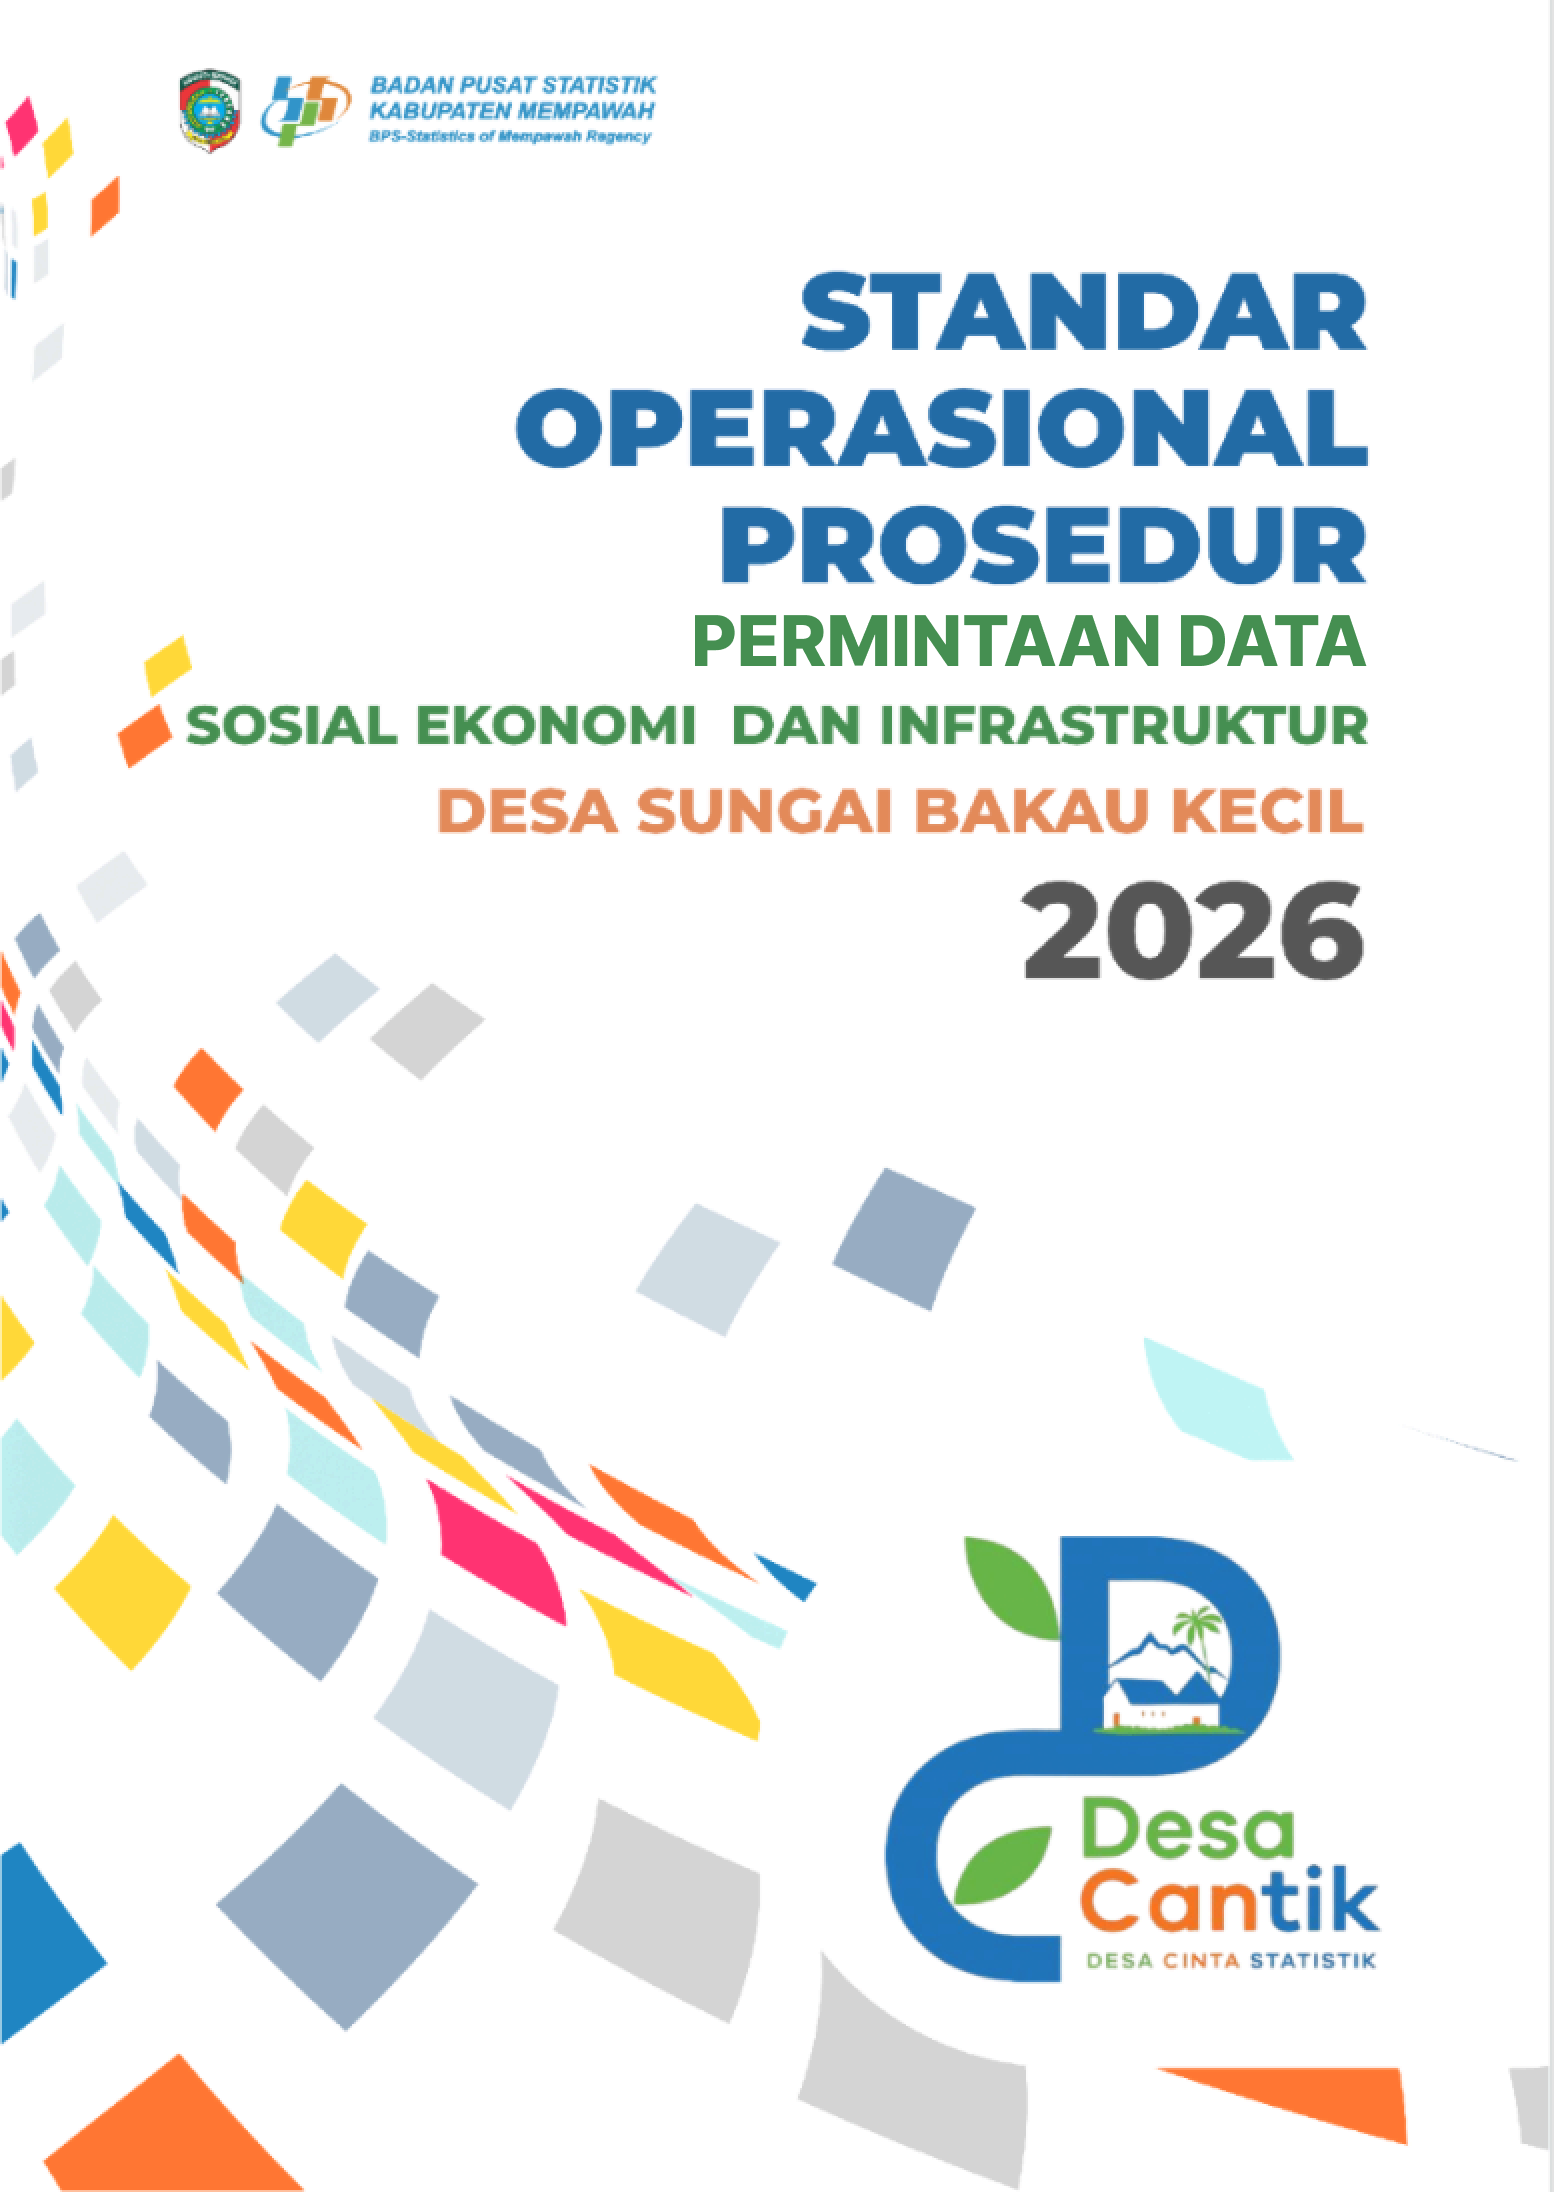 BADAN PUSAT STATISTIK
KABUPATEN MEMPAWAH
BPS-Statistics of Mempawah Regency
STANDAR
OPERASIONAL
PROSEDUR
PERMINTAAN DATA
SOSIAL EKONOMI DAN INFRASTRUKTUR
DESA SUNGAI BAKAU KECIL
2026
Desa
Cantik
DESA CINTA STATISTIK